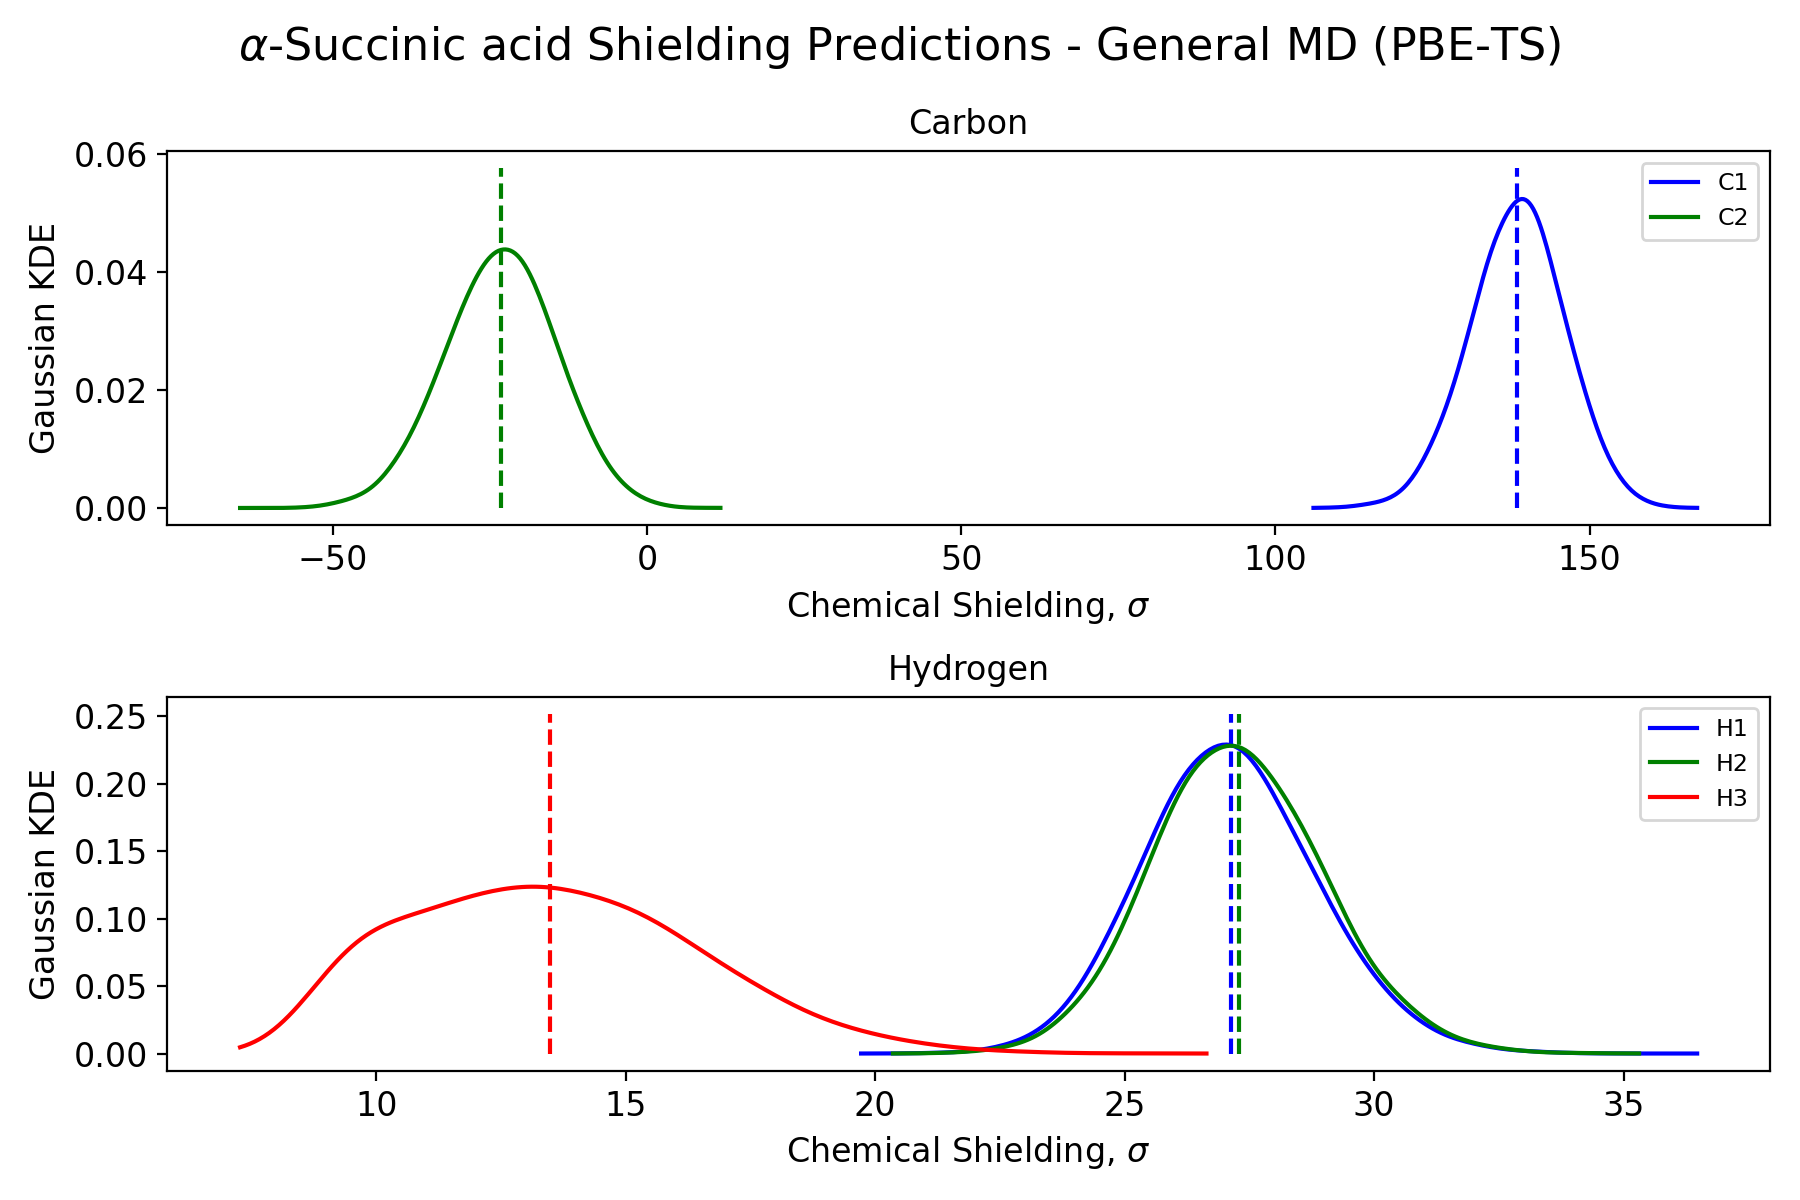 α-Succinic acid Shielding Predictions - General MD (PBE-TS)
Carbon
Gaussian KDE
0.06
0.04
0.02
0.00
C1
C2
−50 0 50 100 150
Chemical Shielding, σ
Hydrogen
Gaussian KDE
0.25
0.20
0.15
0.10
0.05
0.00
H1
H2
H3
10 15 20 25 30 35
Chemical Shielding, σ